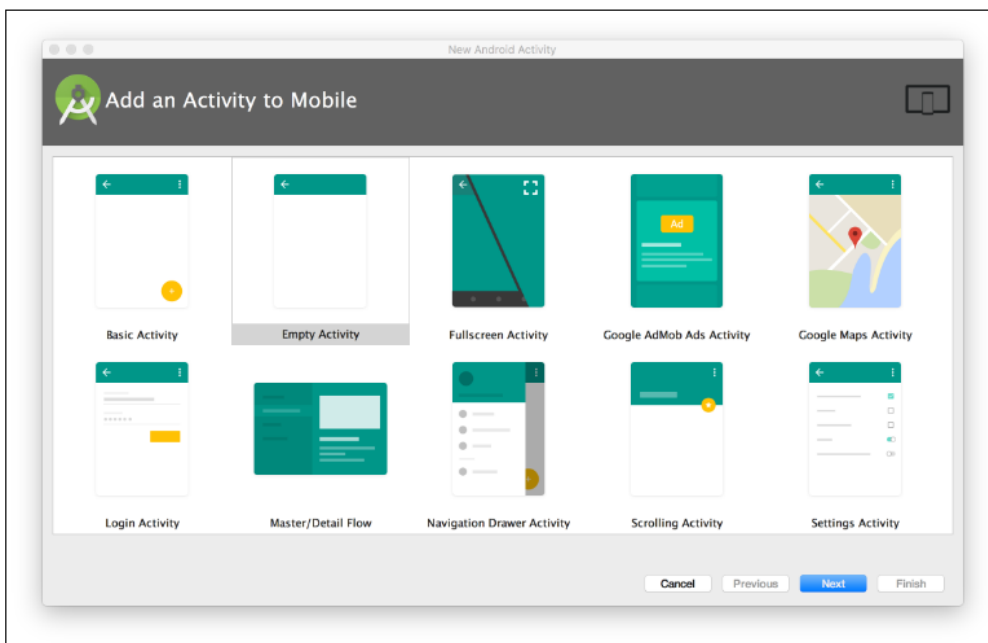 New Android Activity
Add an Activity to Mobile
Ad
Basic Activity
Empty Activity
Fullscreen Activity
Google AdMob Ads Activity
Google Maps Activity
Login Activity
Master/Detail Flow
Navigation Drawer Activity
Scrolling Activity
Settings Activity
Cancel
Previous
Next
Finish